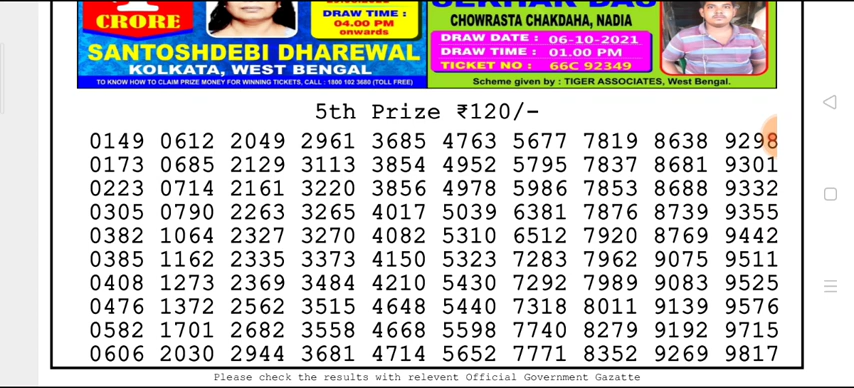 1
CRORE
DRAW TIME :
04.00 PM
onwards
SANTOSHDEBI DHAREWAL
KOLKATA, WEST BENGAL
TO KNOW HOW TO CLAIM PRIZE MONEY FOR WINNING TICKETS, CALL : 1800 102 3680 (TOLL FREE)
SEKHAR DAS
CHOWRASTA CHAKDAHA, NADIA
DRAW DATE : 06-10-2021
DRAW TIME : 01.00 PM
TICKET NO : 66C 92349
Scheme given by : TIGER ASSOCIATES, West Bengal.
5th Prize ₹120/-
0149 0612 2049 2961 3685 4763 5677 7819 8638 9298
0173 0685 2129 3113 3854 4952 5795 7837 8681 9301
0223 0714 2161 3220 3856 4978 5986 7853 8688 9332
0305 0790 2263 3265 4017 5039 6381 7876 8739 9355
0382 1064 2327 3270 4082 5310 6512 7920 8769 9442
0385 1162 2335 3373 4150 5323 7283 7962 9075 9511
0408 1273 2369 3484 4210 5430 7292 7989 9083 9525
0476 1372 2562 3515 4648 5440 7318 8011 9139 9576
0582 1701 2682 3558 4668 5598 7740 8279 9192 9715
0606 2030 2944 3681 4714 5652 7771 8352 9269 9817
Please check the results with relevent Official Government Gazatte